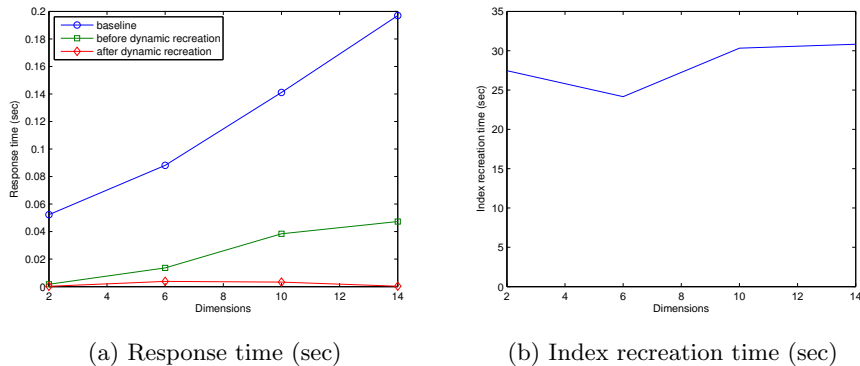 0.2
0.18
0.16
0.14
0.12
0.1
0.08
0.06
0.04
0.02
0
Response time (sec)
baseline
before dynamic recreation
after dynamic recreation
2 4 6 8 10 12 14
Dimensions
(a) Response time (sec)
35
30
25
20
15
10
5
0
Index recreation time (sec)
2 4 6 8 10 12 14
Dimensions
(b) Index recreation time (sec)